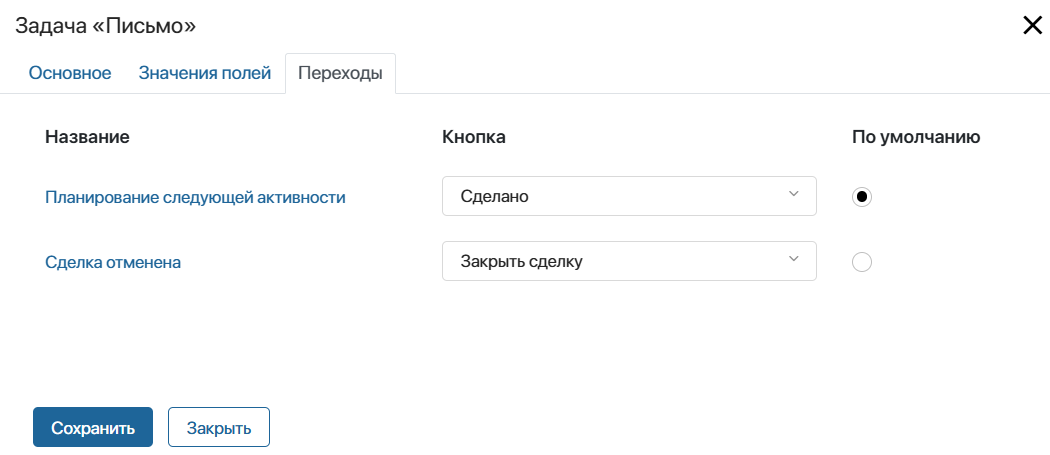 Задача «Письмо»
Основное Значения полей Переходы
Название Кнопка По умолчанию
Планирование следующей активности Сделано
Сделка отменена Закрыть сделку
Сохранить Закрыть